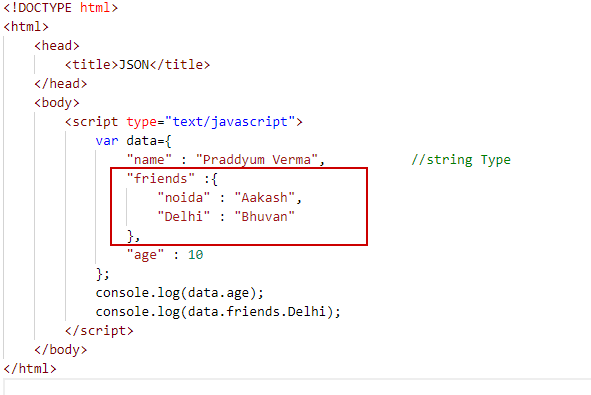 <!DOCTYPE html>
<html>
<head>
<title>JSON</title>
</head>
<body>
<script type="text/javascript">
var data={
"name" : "Praddyum Verma", //string Type
"friends" :{
"noida" : "Aakash",
"Delhi" : "Bhuvan"
},
"age" : 10
};
console.log(data.age);
console.log(data.friends.Delhi);
</script>
</body>
</html>